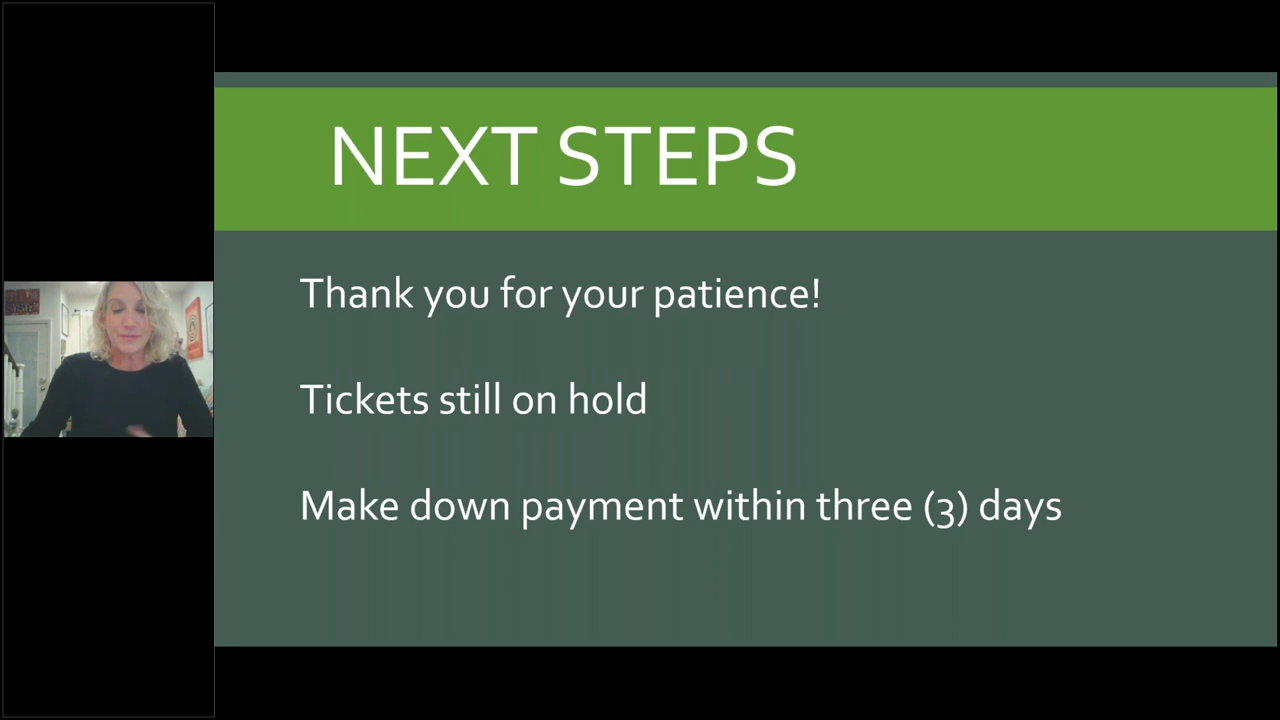 NEXT STEPS
Thank you for your patience!
Tickets still on hold
Make down payment within three (3) days